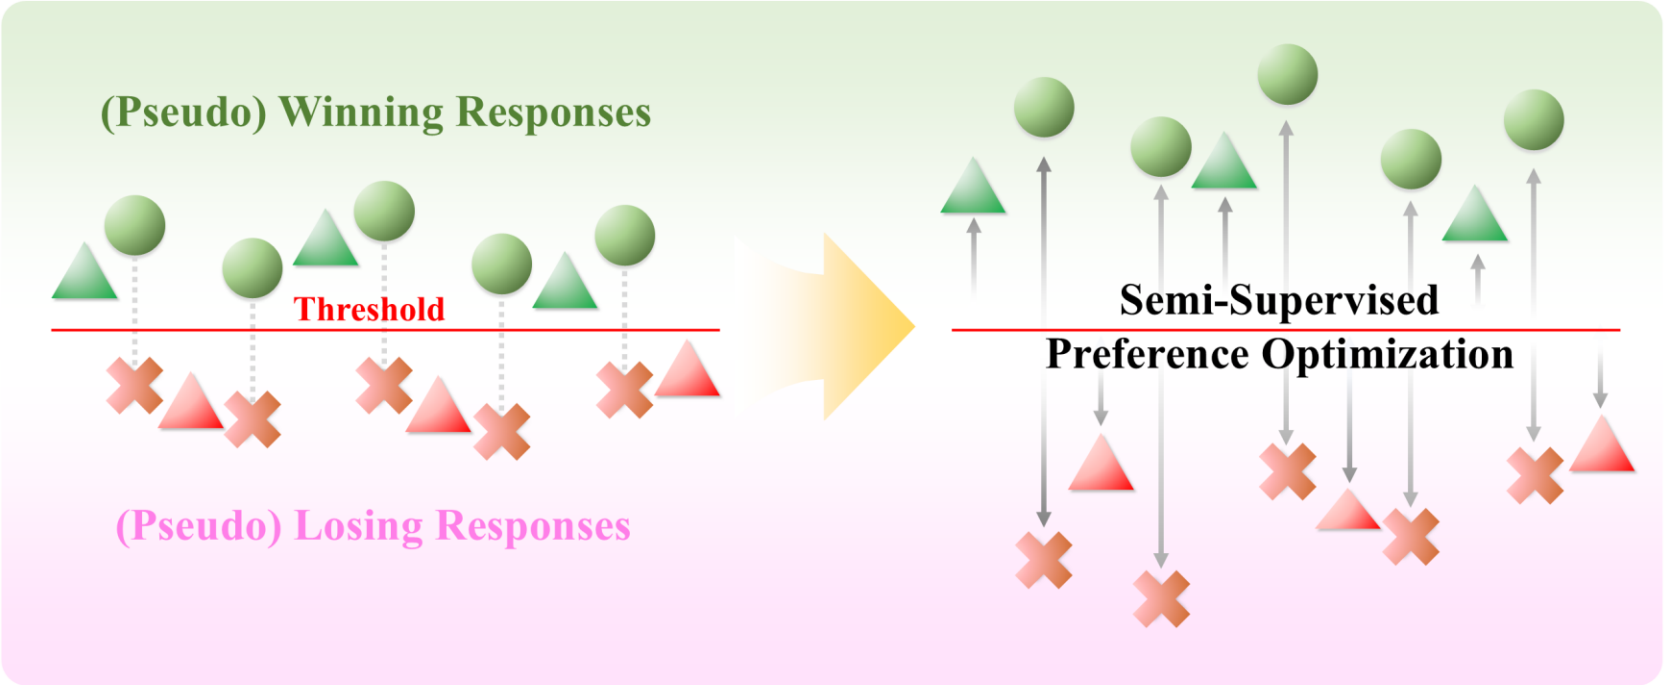 (Pseudo) Winning Responses
Threshold
(Pseudo) Losing Responses
Semi-Supervised
Preference Optimization